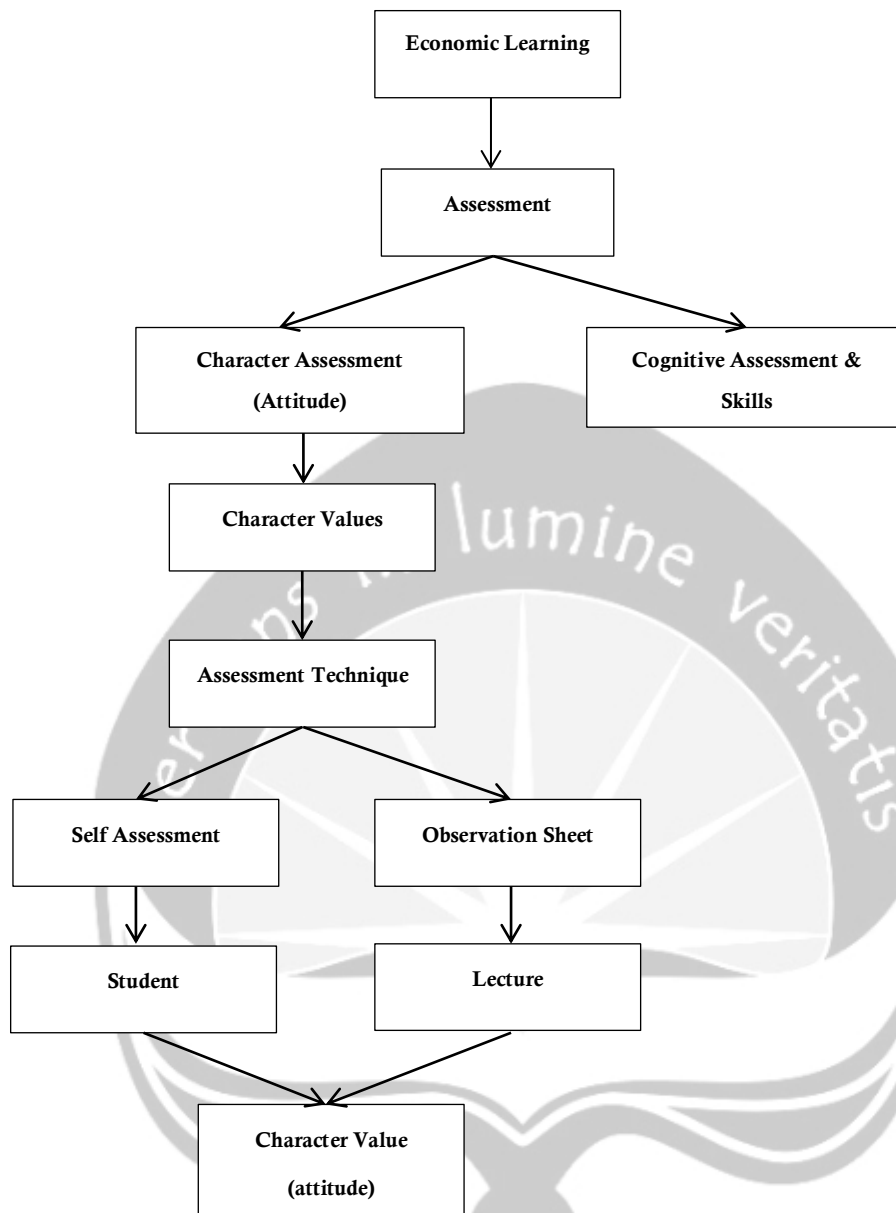 Economic Learning
Assessment
Character Assessment
(Attitude)
Cognitive Assessment &
Skills
Character Values
Assessment Technique
Self Assessment
Observation Sheet
Student
Lecture
Character Value
(attitude)
lumine veritatis